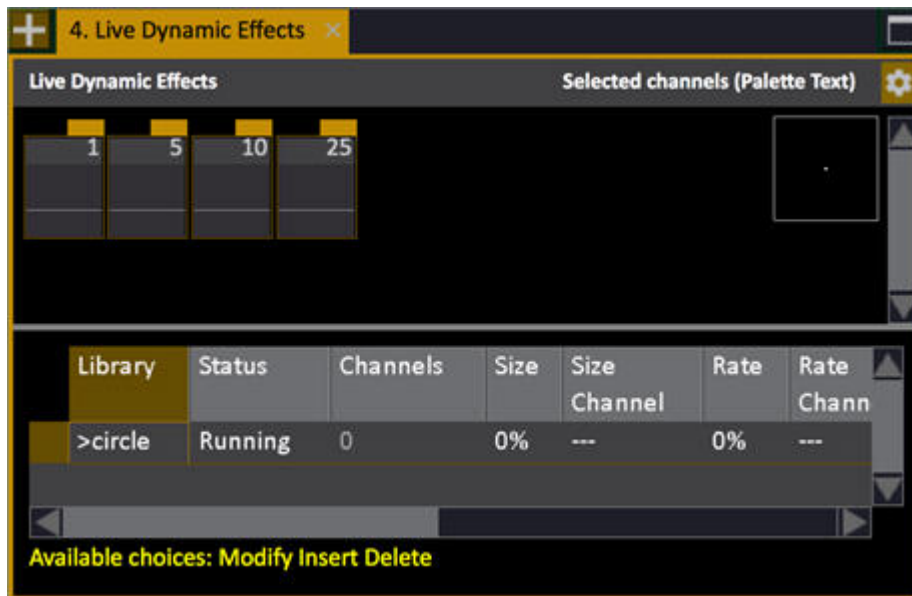 4. Live Dynamic Effects
Live Dynamic Effects Selected channels (Palette Text)
1 5 10 25
Library Status Channels Size Size Channel Rate Rate Chann
>circle Running 0 0% --- 0% ---
Available choices: Modify Insert Delete